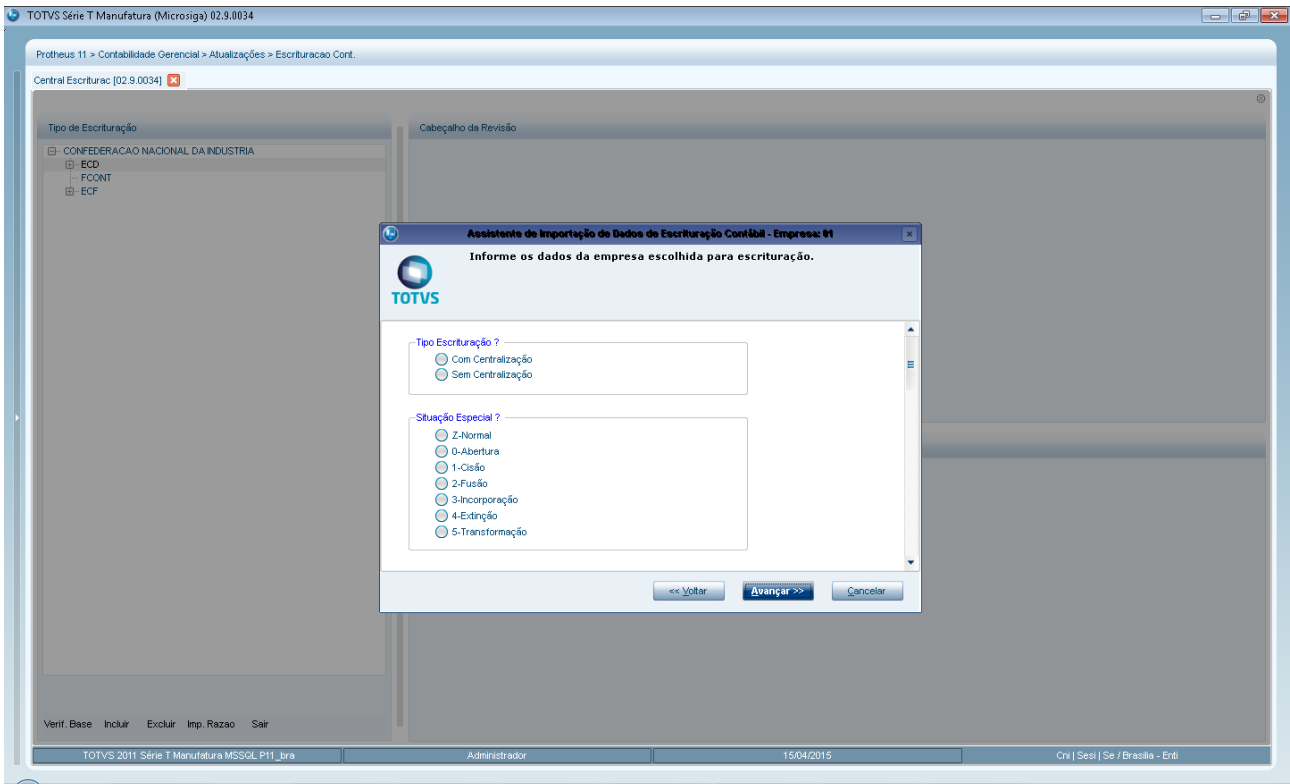 TOTVS Série T Manufatura (Microsiga) 02.9.0034
Protheus 11 > Contabilidade Gerencial > Atualizações > Escrituracao Cont.
Central Escriturac [02.9.0034]
Tipo de Escrituração
Cabeçalho da Revisão
CONFEDERACAO NACIONAL DA INDUSTRIA
ECD
FCONT
ECF
Assistente de Importação de Dados de Escrituração Contábil - Empresa: 01
Informe os dados da empresa escolhida para escrituração.
TOTVS
Tipo Escrituração ?
Com Centralização
Sem Centralização
Situação Especial ?
Z-Normal
0-Abertura
1-Cisão
2-Fusão
3-Incorporação
4-Extinção
5-Transformação
<< Voltar Avançar >> Cancelar
Verif. Base Incluir Excluir Imp. Razao Sair
TOTVS 2011 Série T Manufatura MSSQL P11_bra Administrador 15/04/2015 Cni | Sesi | Se / Brasilia - Enti